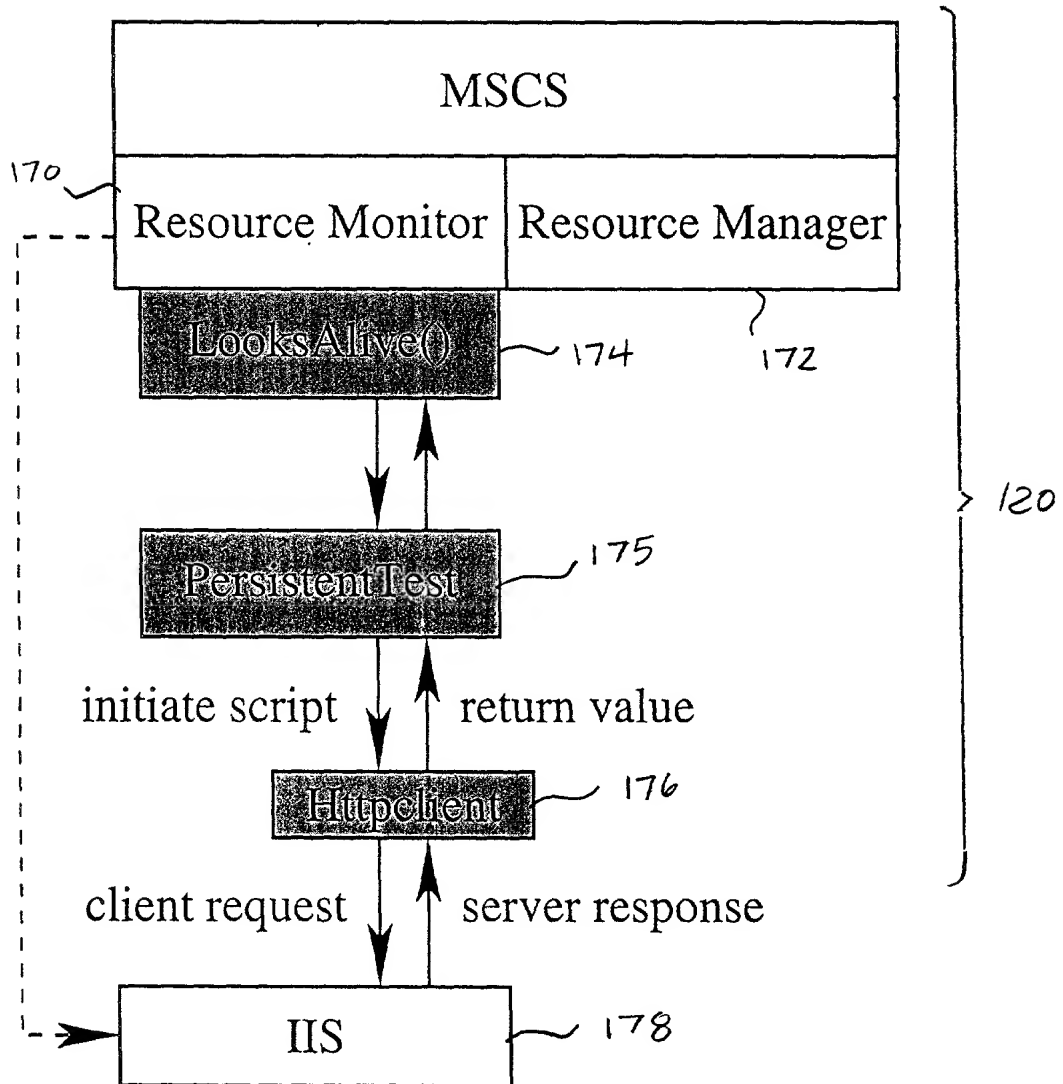 MSCS
170
Resource Monitor
Resource Manager
LooksAlive()
174
172
120
PersistentTest
175
initiate script
return value
Httpclient
176
client request
server response
IIS
178